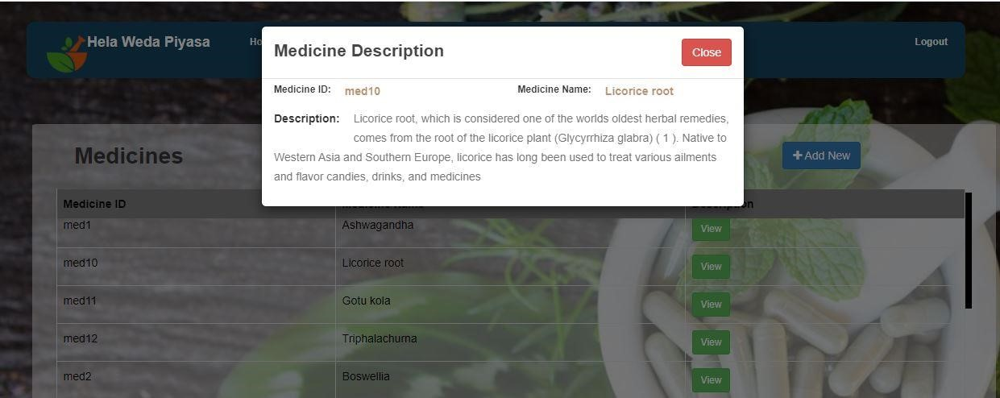 Hela Weda Piyasa
Ho
Logout
Medicine Description
Close
Medicine ID: med10 Medicine Name: Licorice root
Description: Licorice root, which is considered one of the worlds oldest herbal remedies,
comes from the root of the licorice plant (Glycyrrhiza glabra) ( 1 ). Native to
Western Asia and Southern Europe, licorice has long been used to treat various ailments
and flavor candies, drinks, and medicines
Medicines
Add New
Medicine ID Medicine Name Description
med1 Ashwagandha View
med10 Licorice root View
med11 Gotu kola View
med12 Triphalachurna View
med2 Boswellia View